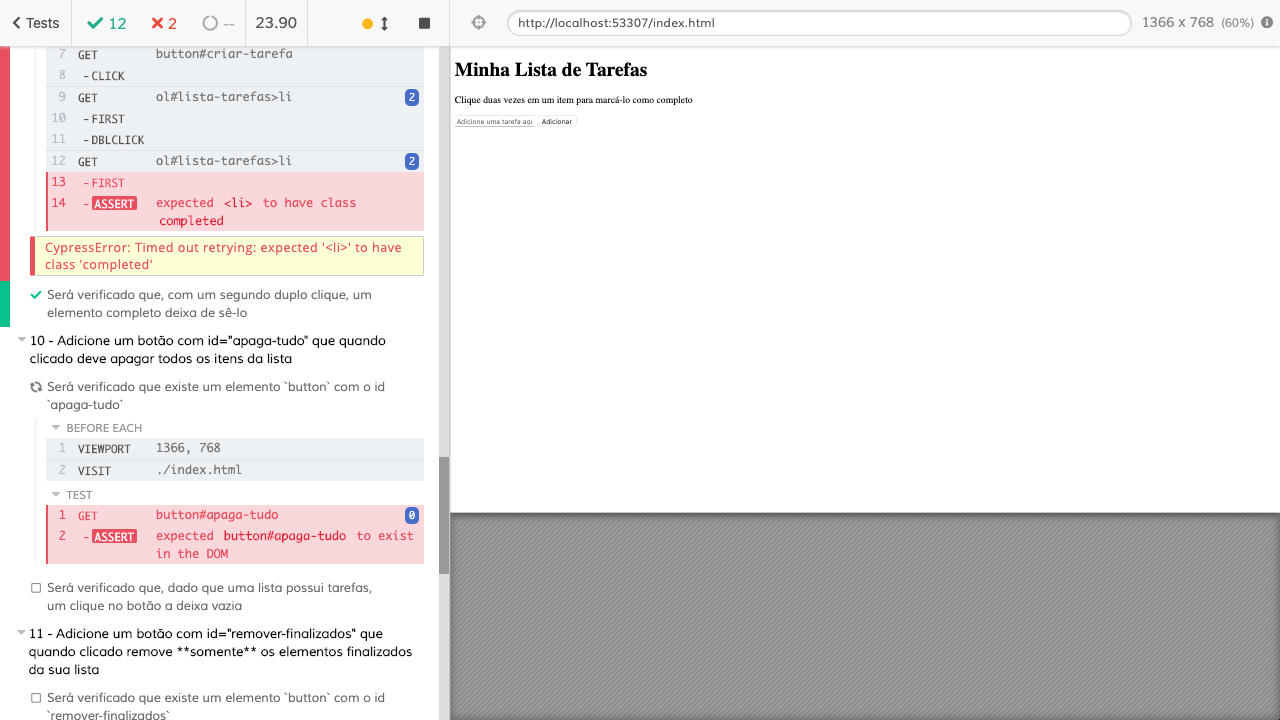 Tests 12 2 -- 23.90 http://localhost:53307/index.html 1366 x 768 (60%)
7 GET button#criar-tarefa
8 -CLICK
9 GET ol#lista-tarefas>li 2
10 -FIRST
11 -DBLCLICK
12 GET ol#lista-tarefas>li 2
13 -FIRST
14 -ASSERT expected <li> to have class
completed
CypressError: Timed out retrying: expected '<li>' to have
class 'completed'
Será verificado que, com um segundo duplo clique, um
elemento completo deixa de sê-lo
10 - Adicione um botão com id="apaga-tudo" que quando
clicado deve apagar todos os itens da lista
Será verificado que existe um elemento `button` com o id
`apaga-tudo`
BEFORE EACH
1 VIEWPORT 1366, 768
2 VISIT ./index.html
TEST
1 GET button#apaga-tudo 0
2 -ASSERT expected button#apaga-tudo to exist
in the DOM
Será verificado que, dado que uma lista possui tarefas,
um clique no botão a deixa vazia
11 - Adicione um botão com id="remover-finalizados" que
quando clicado remove **somente** os elementos finalizados
da sua lista
Será verificado que existe um elemento `button` com o id
`remover-finalizados`
Minha Lista de Tarefas
Clique duas vezes em um item para marcá-lo como completo
Adicione uma tarefa aqu Adicionar